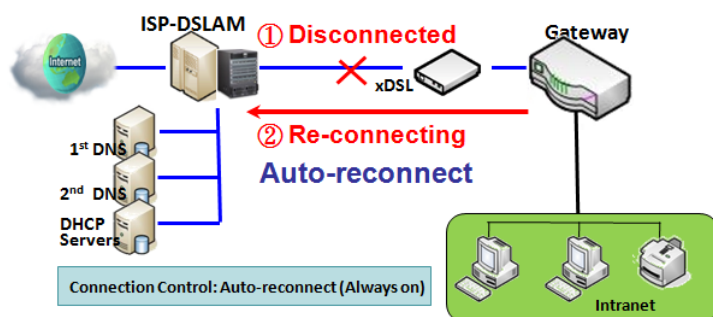 ISP-DSLAM
① Disconnected
Gateway
Internet
xDSL
② Re-connecting
1st DNS
Auto-reconnect
2nd DNS
DHCP
Servers
Connection Control: Auto-reconnect (Always on)
Intranet